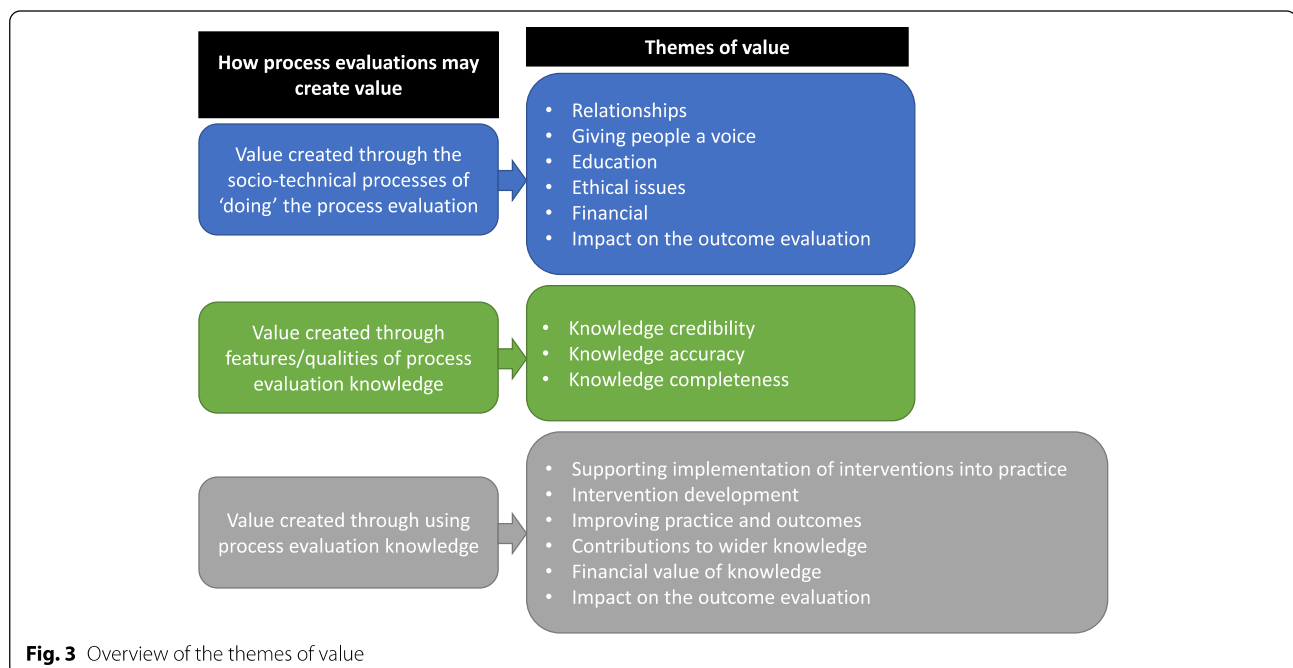 How process evaluations may
create value
Themes of value
Value created through the
socio-technical processes of
‘doing’ the process evaluation
• Relationships
• Giving people a voice
• Education
• Ethical issues
• Financial
• Impact on the outcome evaluation
Value created through
features/qualities of process
evaluation knowledge
• Knowledge credibility
• Knowledge accuracy
• Knowledge completeness
Value created through using
process evaluation knowledge
• Supporting implementation of interventions into practice
• Intervention development
• Improving practice and outcomes
• Contributions to wider knowledge
• Financial value of knowledge
• Impact on the outcome evaluation
Fig. 3 Overview of the themes of value